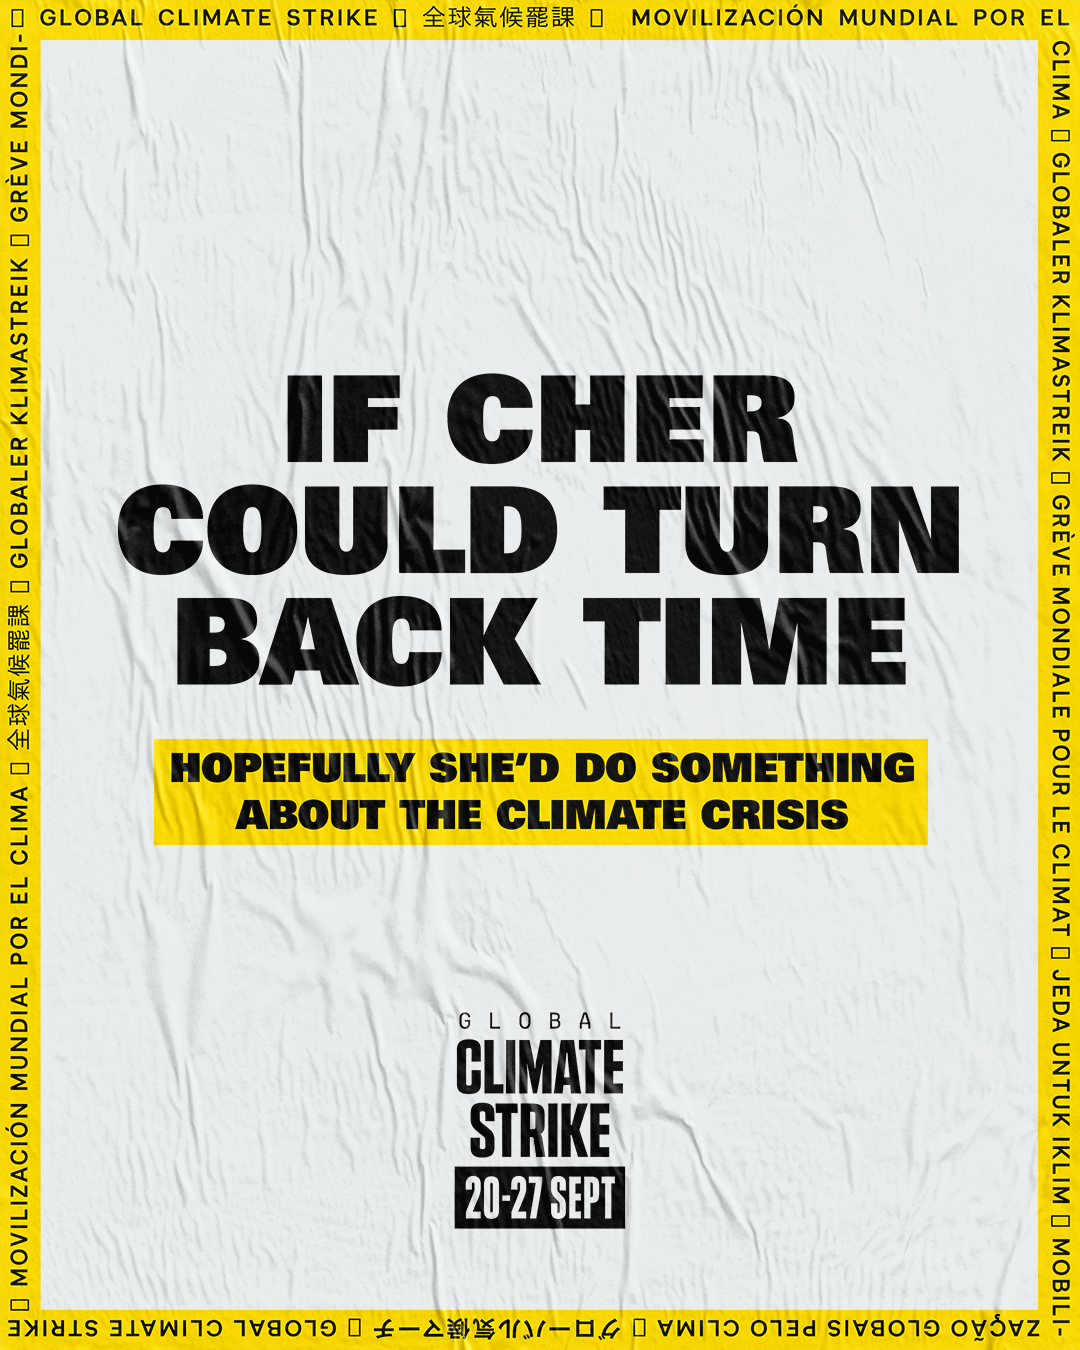 ▯ GLOBAL CLIMATE STRIKE ▯ 全球氣候罷課 ▯ MOVILIZACIÓN MUNDIAL POR EL
CLIMA ▯ GLOBALER KLIMASTREIK ▯ GRÈVE MONDIALE POUR LE CLIMAT ▯ JEDA UNTUK IKLIM ▯ MOBILI-
ZAÇÃO GLOBAIS PELO CLIMA ▯ グローバル気候マーチ ▯ GLOBAL CLIMATE STRIKE
▯ MOVILIZACIÓN MUNDIAL POR EL CLIMA ▯ 全球氣候罷課 ▯ GLOBALER KLIMASTREIK ▯ GRÈVE MONDI-
IF CHER
COULD TURN
BACK TIME
HOPEFULLY SHE’D DO SOMETHING
ABOUT THE CLIMATE CRISIS
GLOBAL
CLIMATE
STRIKE
20-27 SEPT